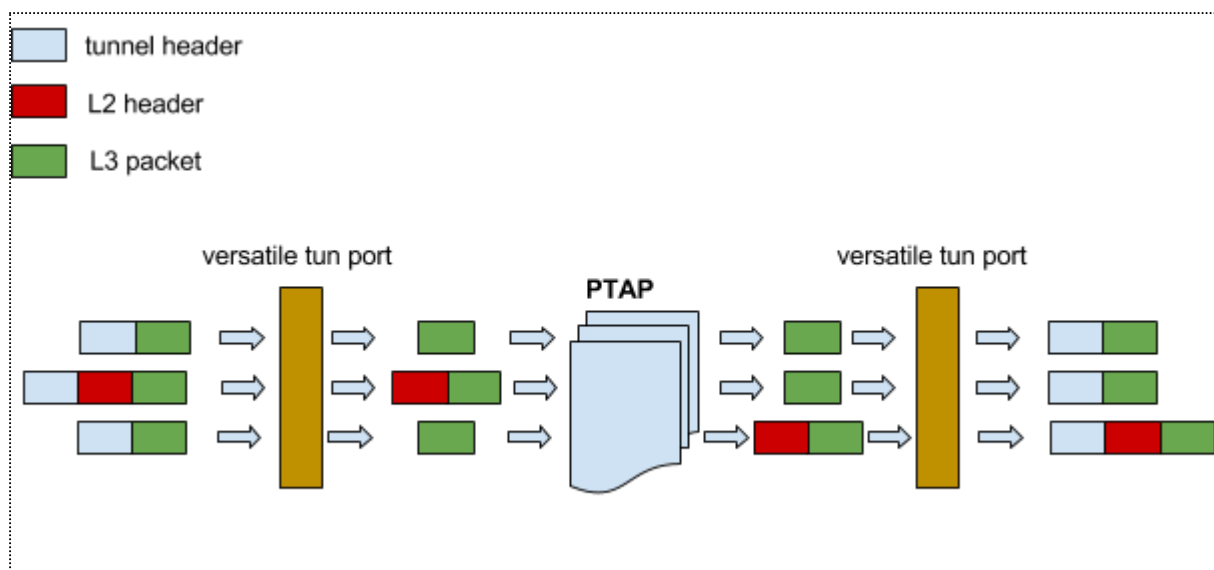 tunnel header
L2 header
L3 packet
versatile tun port
versatile tun port
PTAP